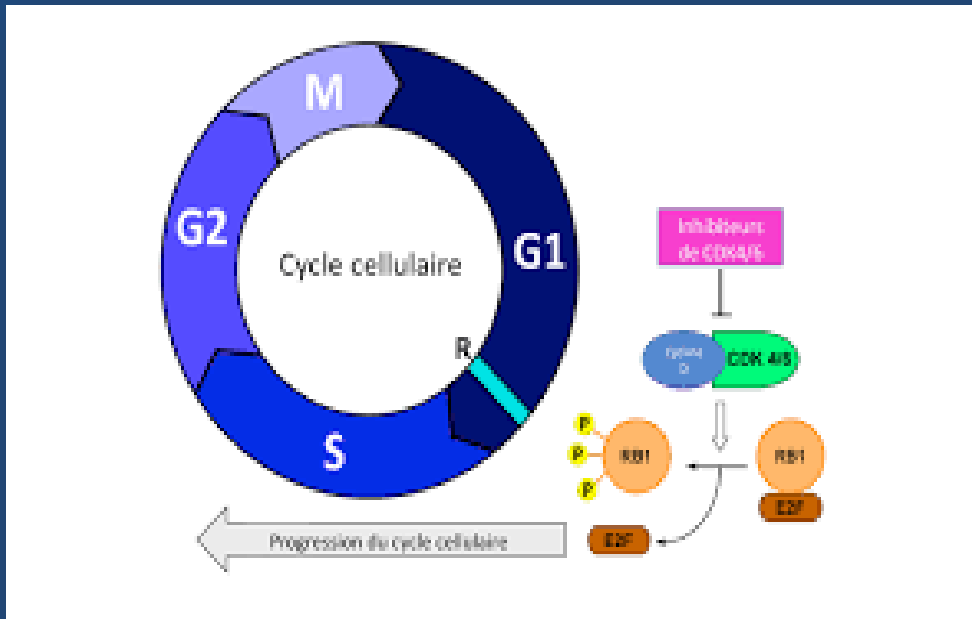 M
G1
G2
Cycle cellulaire
R
S
Inhibiteurs
de CDK4/6
Cycline
D
CDK 4/6
P
P
P
RB1
RB1
E2F
E2F
Progression du cycle cellulaire